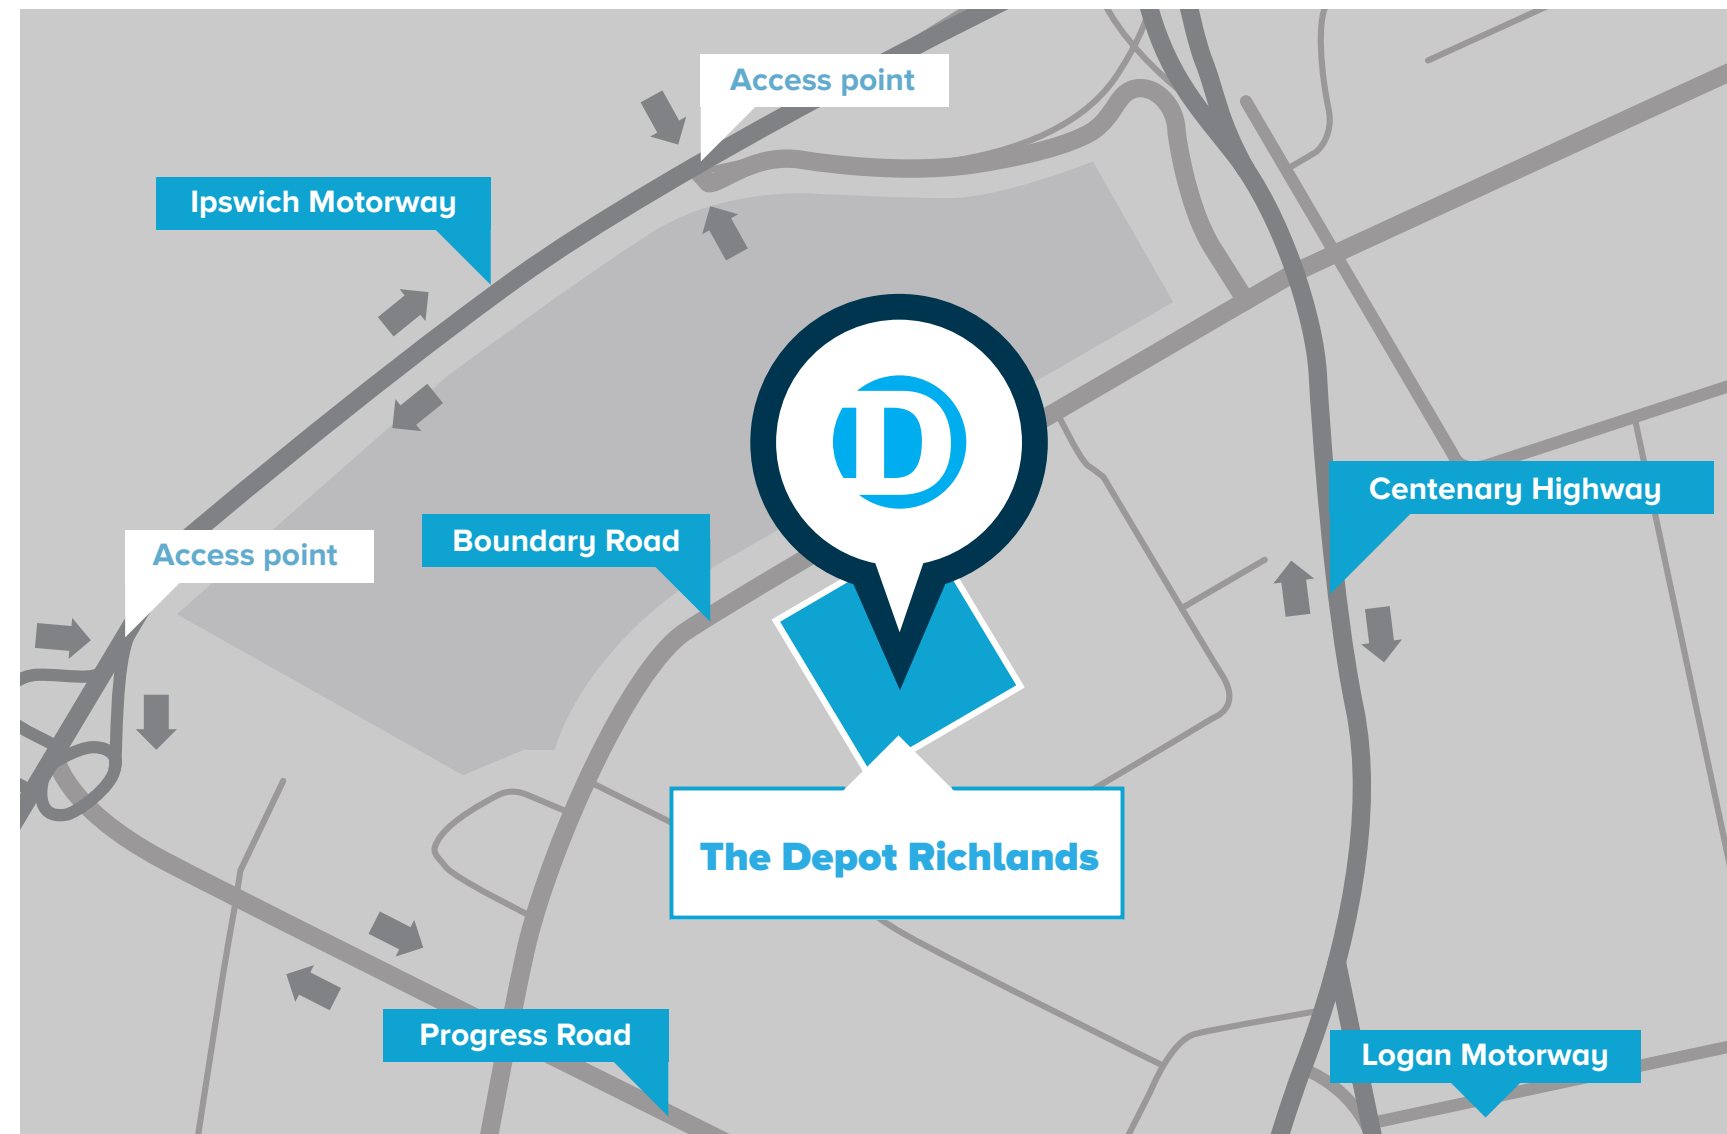 Access point
Ipswich Motorway
D
Centenary Highway
Boundary Road
Access point
The Depot Richlands
Progress Road
Logan Motorway